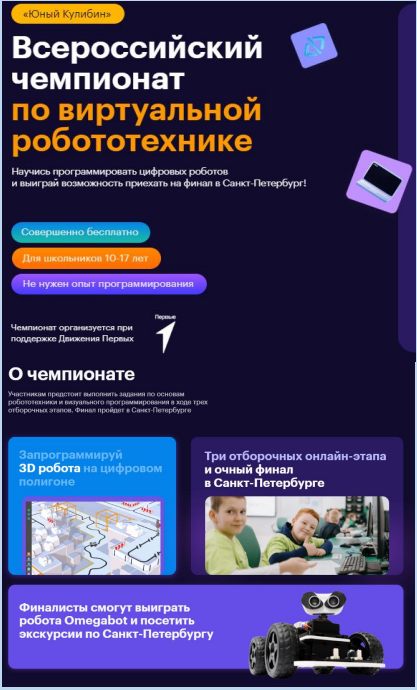 «Юный Кулибин»
Всероссийский
чемпионат
по виртуальной
робототехнике
Научись программировать цифровых роботов
и выиграй возможность приехать на финал в Санкт-Петербург!
Совершенно бесплатно
Для школьников 10-17 лет
Не нужен опыт программирования
Первые
Чемпионат организуется при
поддержке Движения Первых
О чемпионате
Участникам предстоит выполнить задания по основам
робототехники и визуального программирования в ходе трех
отборочных этапов. Финал пройдет в Санкт-Петербурге
Запрограммируй
3D робота на цифровом
полигоне
Три отборочных онлайн-этапа
и очный финал
в Санкт-Петербурге
Финалисты смогут выиграть
робота Omegabot и посетить
экскурсии по Санкт-Петербургу